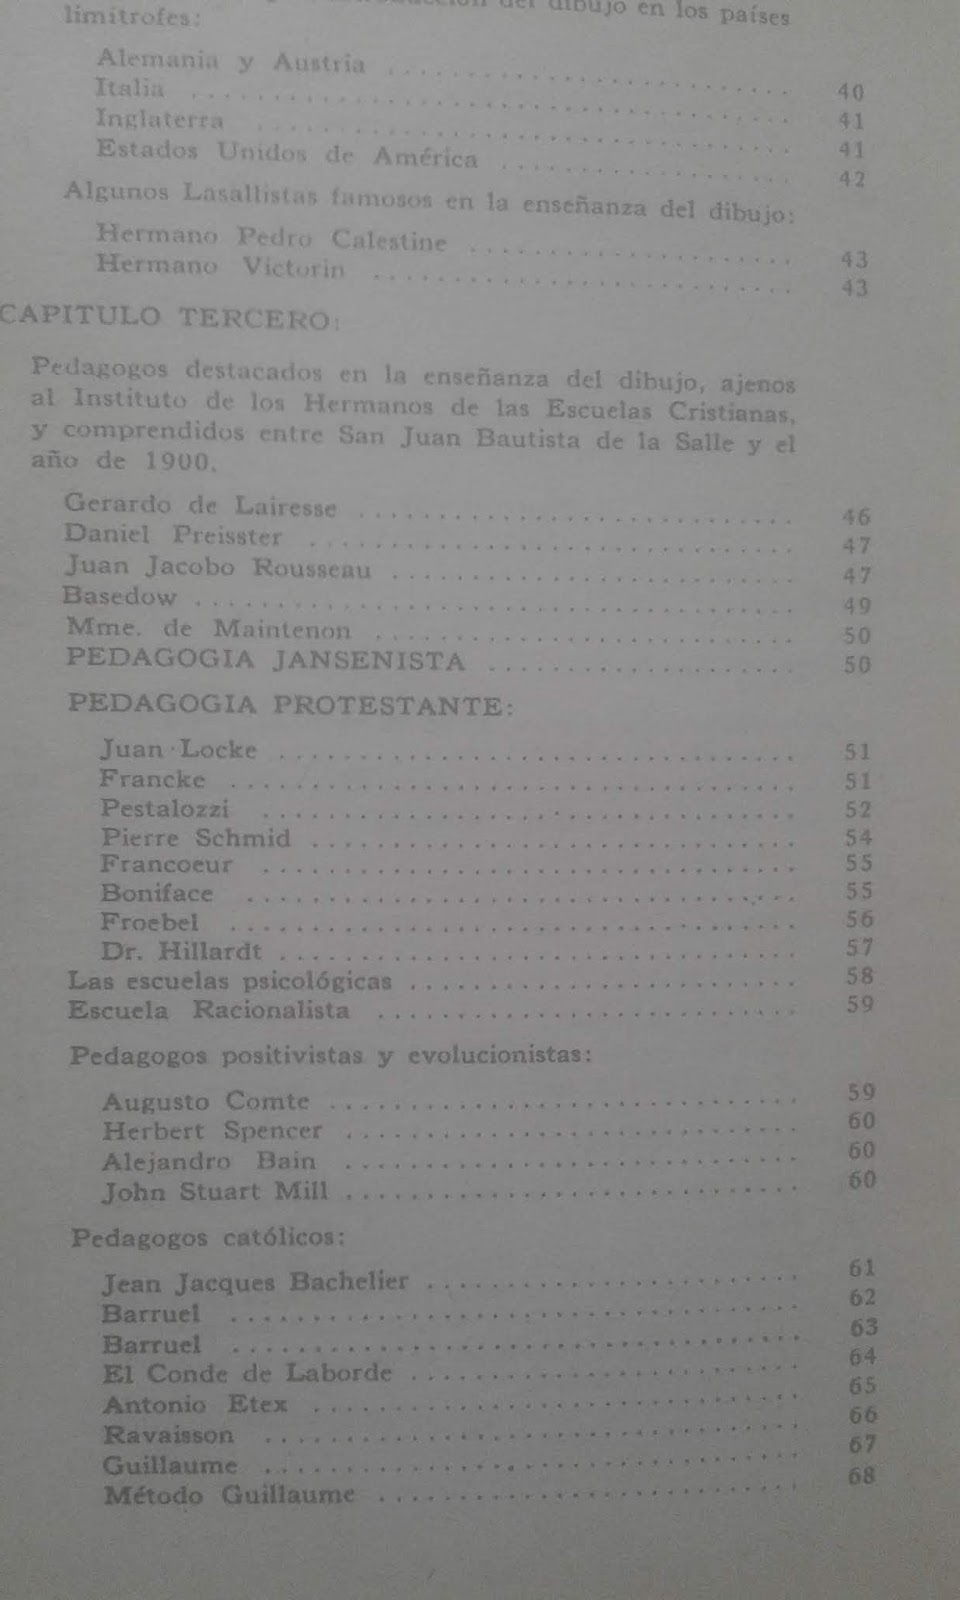 del dibujo en los países
limítrofes:
Alemania y Austria ........................ 40
Italia ........................ 41
Inglaterra ........................ 41
Estados Unidos de América ........................ 42
Algunos Lasallistas famosos en la enseñanza del dibujo:
Hermano Pedro Calestine ........................ 43
Hermano Victorin ........................ 43
CAPITULO TERCERO:
Pedagogos destacados en la enseñanza del dibujo, ajenos
al Instituto de los Hermanos de las Escuelas Cristianas,
y comprendidos entre San Juan Bautista de la Salle y el
año de 1900.
Gerardo de Lairesse ........................ 46
Daniel Preisster ........................ 47
Juan Jacobo Rousseau ........................ 47
Basedow ........................ 49
Mme. de Maintenon ........................ 50
PEDAGOGIA JANSENISTA ........................ 50
PEDAGOGIA PROTESTANTE:
Juan Locke ........................ 51
Francke ........................ 51
Pestalozzi ........................ 52
Pierre Schmid ........................ 54
Francoeur ........................ 55
Boniface ........................ 55
Froebel ........................ 56
Dr. Hillardt ........................ 57
Las escuelas psicológicas ........................ 58
Escuela Racionalista ........................ 59
Pedagogos positivistas y evolucionistas:
Augusto Comte ........................ 59
Herbert Spencer ........................ 60
Alejandro Bain ........................ 60
John Stuart Mill ........................ 60
Pedagogos católicos:
Jean Jacques Bachelier ........................ 61
Barruel ........................ 62
Barruel ........................ 63
El Conde de Laborde ........................ 64
Antonio Etex ........................ 65
Ravaisson ........................ 66
Guillaume ........................ 67
Método Guillaume ........................ 68